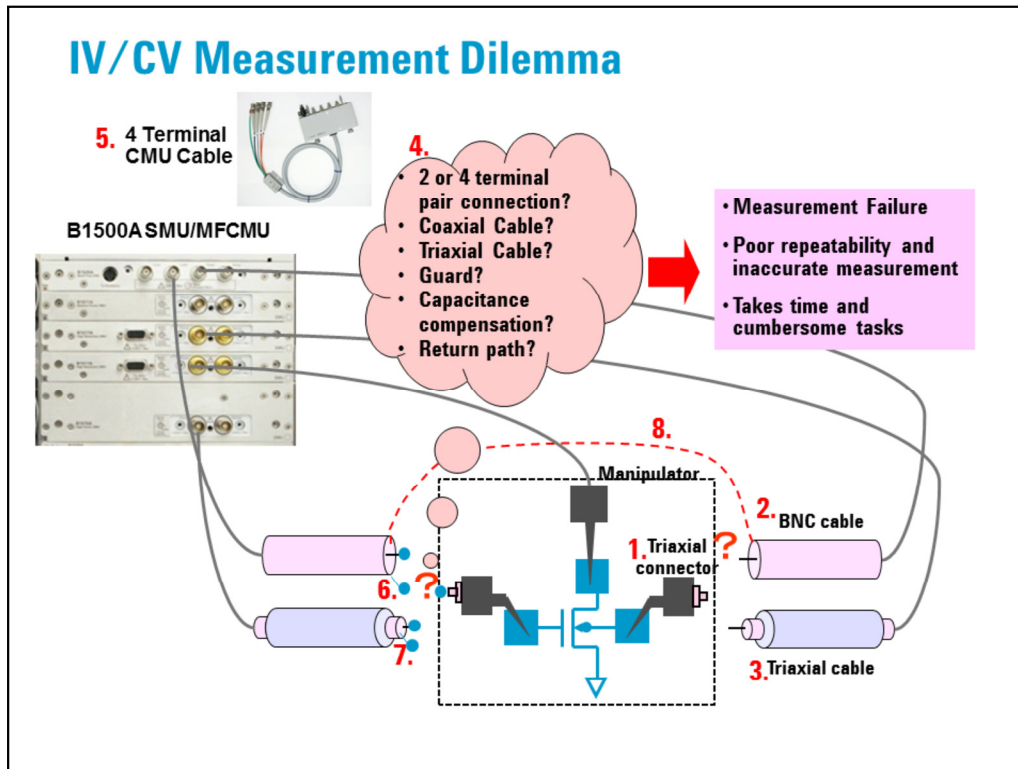 IV/CV Measurement Dilemma
5. 4 Terminal
CMU Cable
4.
• 2 or 4 terminal
pair connection?
• Coaxial Cable?
• Triaxial Cable?
• Guard?
• Capacitance
compensation?
• Return path?
• Measurement Failure
• Poor repeatability and
inaccurate measurement
• Takes time and
cumbersome tasks
B1500A SMU/MFCMU
8.
Manipulator
2. BNC cable
1. Triaxial
connector
?
6.
?
7.
3. Triaxial cable